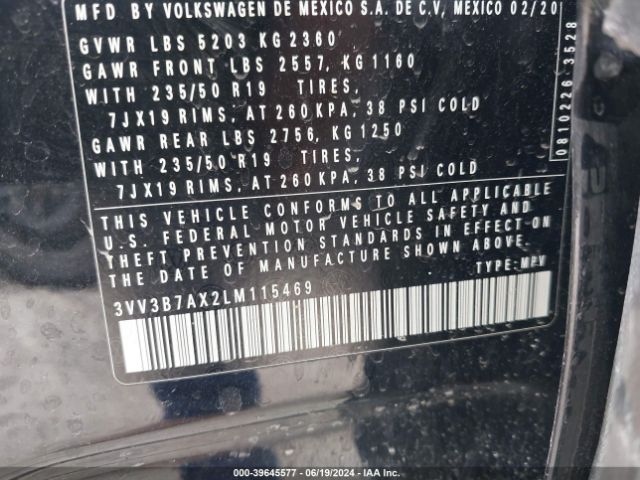 MFD BY VOLKSWAGEN DE MEXICO S.A. DE C.V, MEXICO 02/20
GVWR LBS 5203 KG 2360
GAWR FRONT LBS 2557, KG 1160
WITH 235/50 R19 TIRES,
7JX19 RIMS, AT 260 KPA, 38 PSI COLD
GAWR REAR LBS 2756, KG 1250
WITH 235/50 R19 TIRES,
7JX19 RIMS, AT 260 KPA, 38 PSI COLD
THIS VEHICLE CONFORMS TO ALL APPLICABLE
U.S. FEDERAL MOTOR VEHICLE SAFETY AND
THEFT PREVENTION STANDARDS IN EFFECT ON
THE DATE OF MANUFACTURE SHOWN ABOVE.
3VV3B7AX2LM115469 TYPE: MPV
0810226 3528
000-39645577 - 06/19/2024 - IAAI.COM